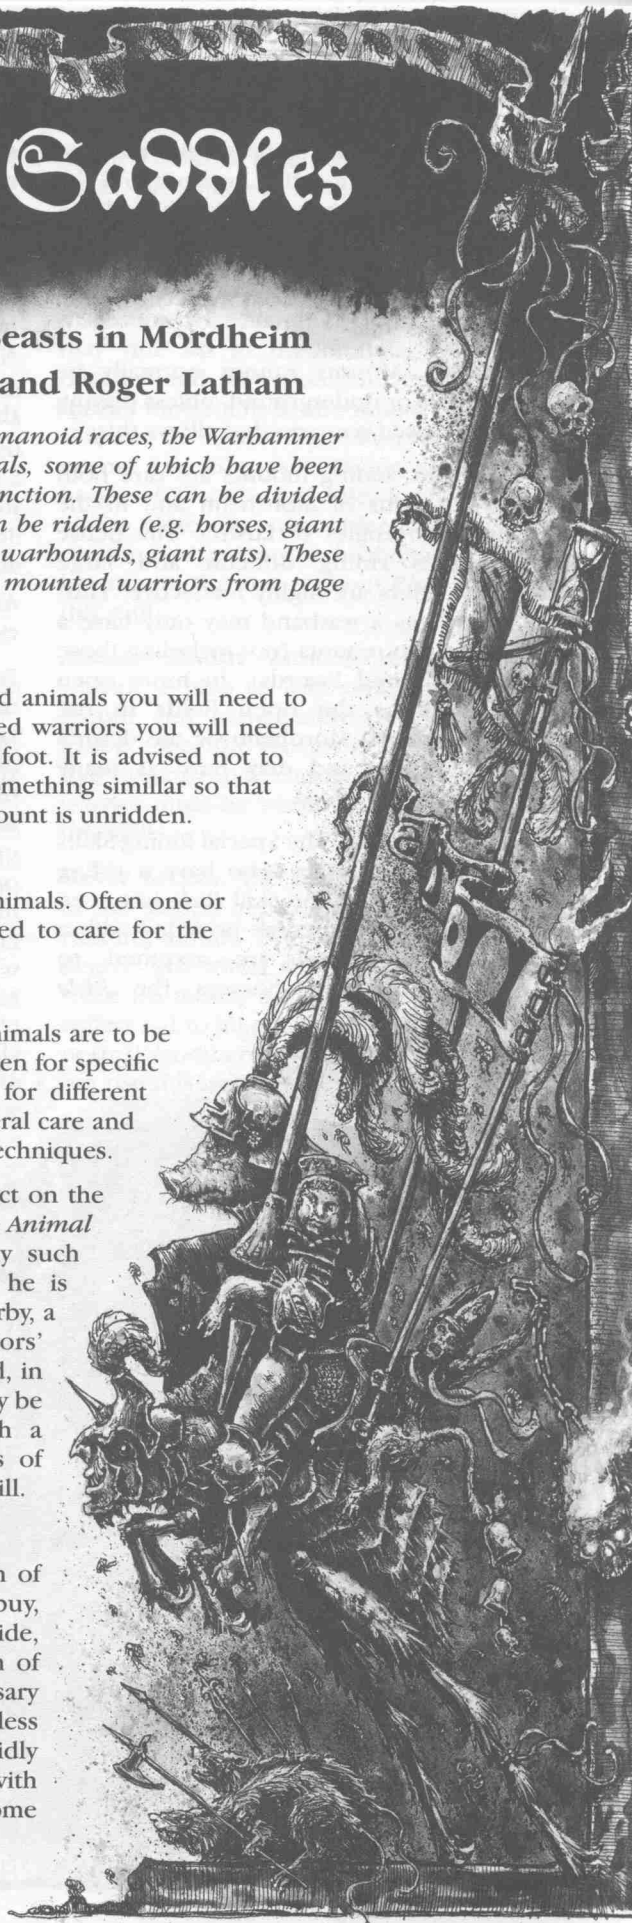 Saddles
easts in Mordheim
and Roger Latham
manoid races, the Warhammer
als, some of which have been
nction. These can be divided
n be ridden (e.g. horses, giant
warhounds, giant rats). These
mounted warriors from page
d animals you will need to
ed warriors you will need
foot. It is advised not to
omething simillar so that
ount is unridden.
nimals. Often one or
ed to care for the
nimals are to be
en for specific
for different
eral care and
echniques.
ct on the
Animal
y such
he is
rby, a
ors'
d, in
y be
h a
s of
ill.
n of
buy,
ide,
n of
sary
less
idly
with
ome